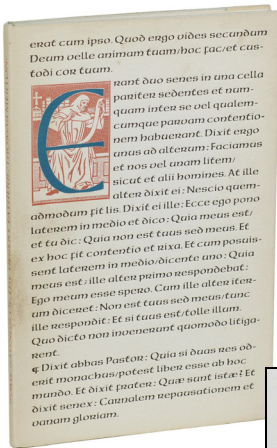 erat cum ipso. Quod ergo vides secundum
Deum velle animam tuam/hoc fac/et cus-
todi cor tuum.
Erant duo senes in una cella
pariter sedentes et num-
quam inter se vel qualem-
cumque parvam contentio-
nem habuerant. Dixit ergo
unus ad alterum: Faciamus
et nos vel unam litem/
sicut et alii homines. At ille
alter dixit ei: Nescio quem-
admodum fit lis. Dixit ei ille: Ecce ego pono
laterem in medio et dico: Quia meus est/
et tu dic: Quia non est tuus sed meus. Et
ex hoc fit contentio et rixa. Et cum posuis-
sent laterem in medio/dicente uno: Quia
meus est/ille alter primo respondebat:
Ego meum esse spero. Cum ille alter iter-
um diceret: Non est tuus sed meus/tunc
ille respondit: Et si tuus est/tolle illum.
Quo dicto non invenerunt quomodo litiga-
rent.
¶ Dixit abbas Pastor: Quia si duas res od-
erit monachus/potest liber esse ab hoc
mundo. Et dixit frater: Quæ sunt istæ? Et
dixit senex: Carnalem repausationem et
vanam gloriam.